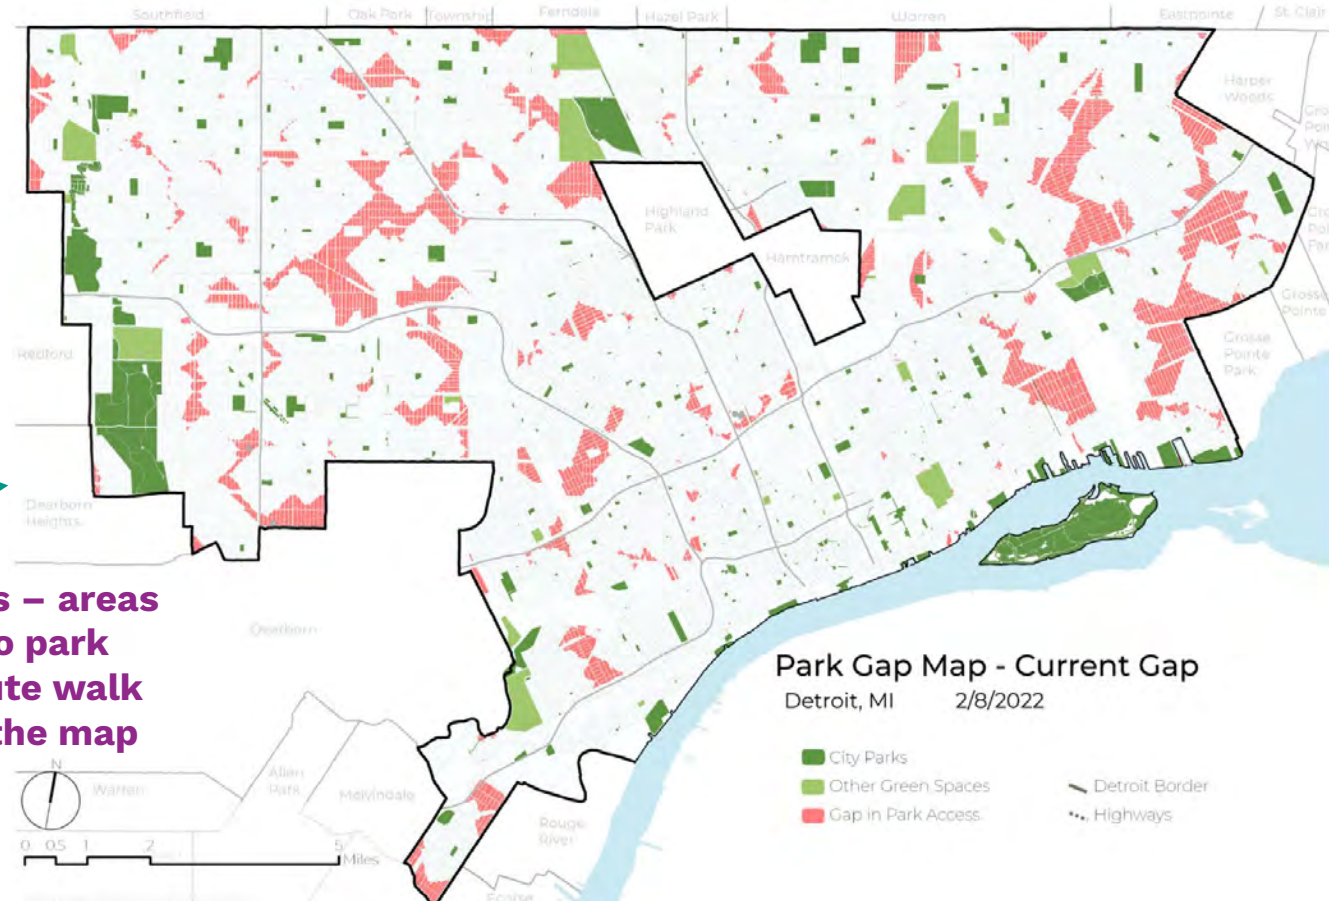 Southfield
Oak Park
Township
Ferndale
Hazel Park
Warren
Eastpointe
St. Clair
Harper
Woods
Highland
Park
Hamtramck
Grosse
Pointe
Grosse
Pointe
Park
Redford
Dearborn
Heights
s – areas
o park
ute walk
the map
Dearborn
Park Gap Map - Current Gap
Detroit, MI 2/8/2022
City Parks
Other Green Spaces
Gap in Park Access
Detroit Border
Highways
N
Warren
Allen
Park
Melvindale
Rouge
River
Ecorse
0 0.5 1 2 5
Miles